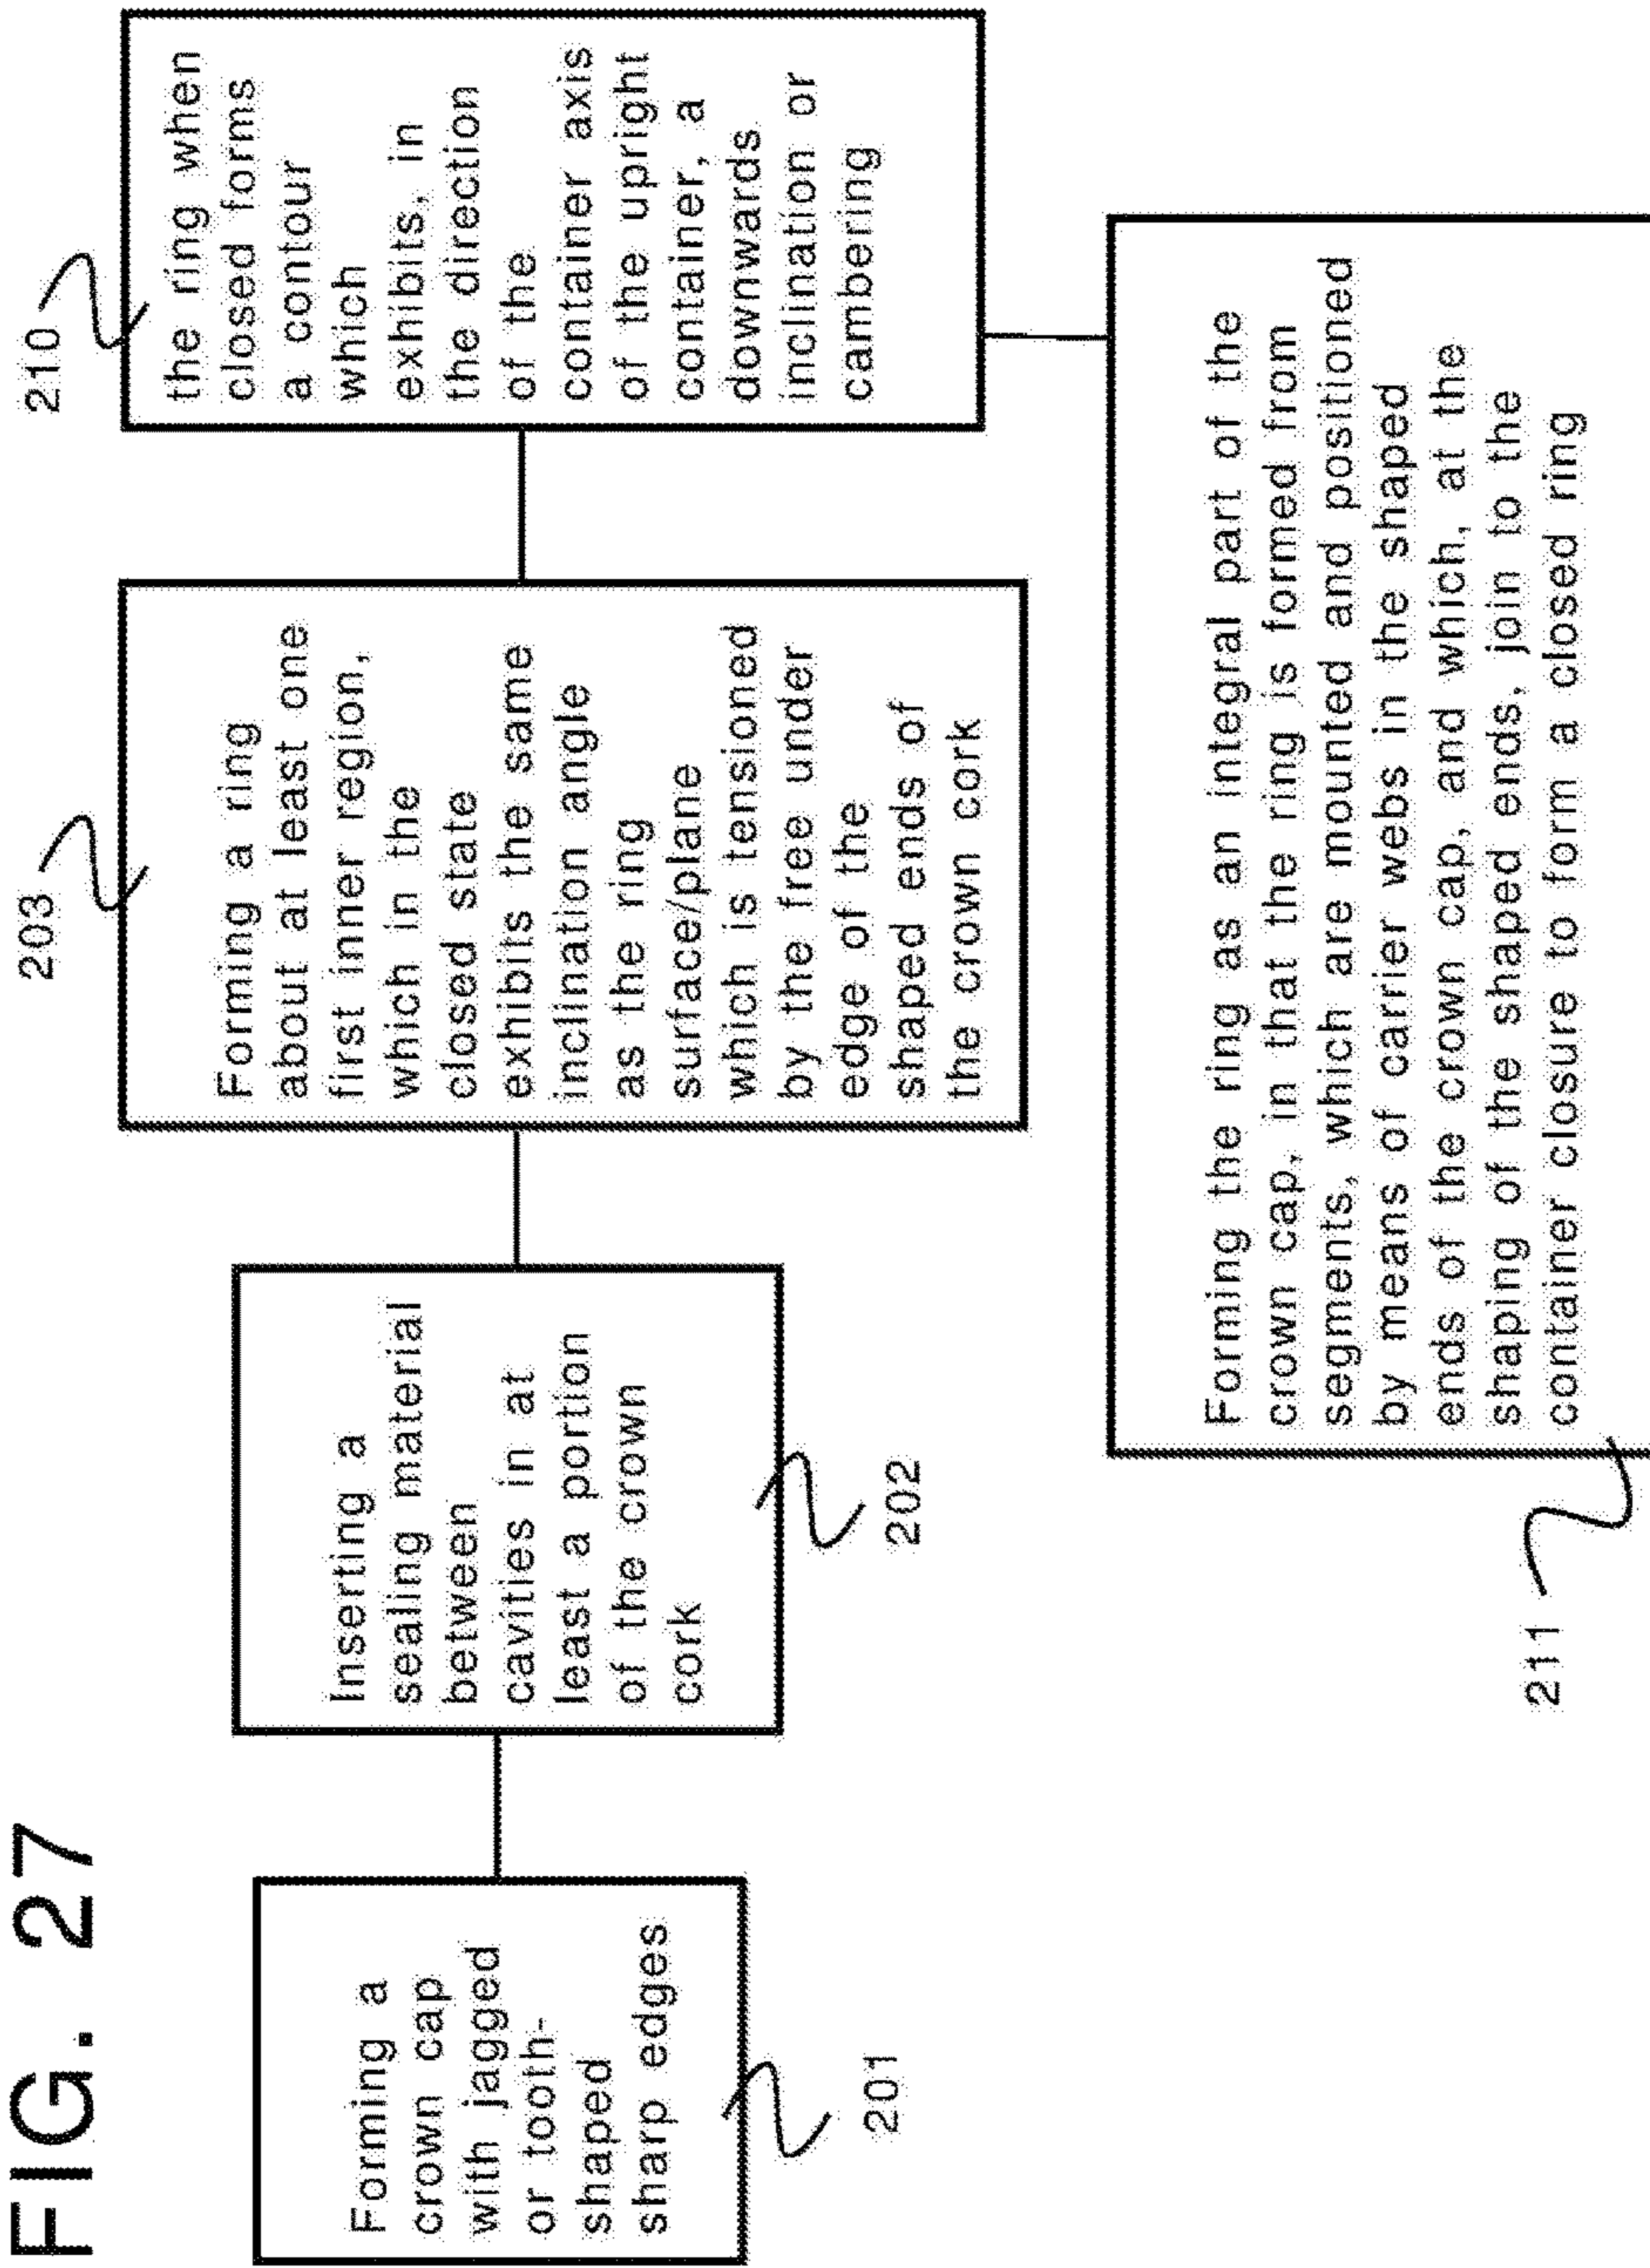 FIG. 27
Forming a
crown cap
with jagged
or tooth-
shaped
sharp edges
201
Inserting a
sealing material
between
cavities in at
least a portion
of the crown
cork
202
203
Forming a ring
about at least one
first inner region,
which in the
closed state
exhibits the same
inclination angle
as the ring
surface/plane
which is tensioned
by the free under
edge of the
shaped ends of
the crown cork
210
the ring when
closed forms
a contour
which
exhibits, in
the direction
of the
container axis
of the upright
container, a
downwards
inclination or
cambering
Forming the ring as an integral part of the
crown cap, in that the ring is formed from
segments, which are mounted and positioned
by means of carrier webs in the shaped
ends of the crown cap, and which, at the
shaping of the shaped ends, join to the
container closure to form a closed ring
211